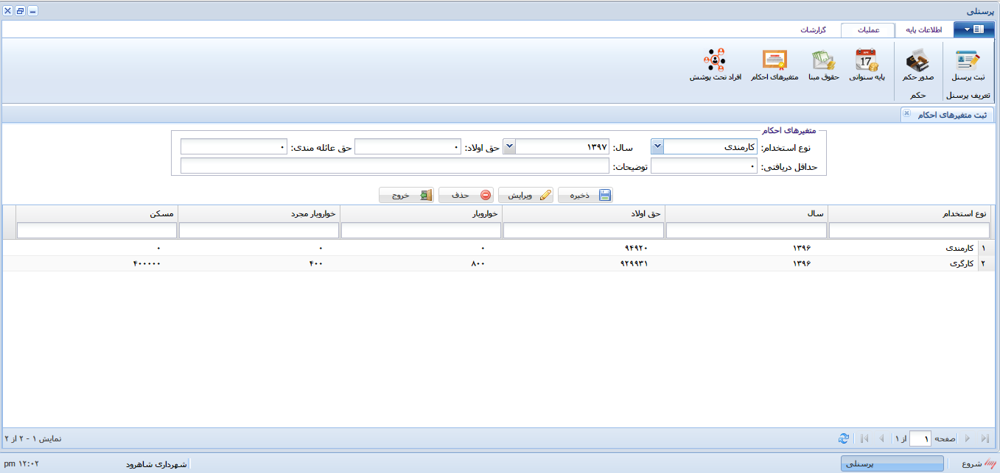 پرسنلی
اطلاعات پایه عملیات گزارشات
ثبت پرسنل صدور حکم پایه سنواتی حقوق مبنا متغیرهای احکام افراد تحت پوشش
17
تعریف پرسنل حکم
ثبت متغیرهای احکام
متغیرهای احکام
نوع استخدام: کارمندی سال: ۱۳۹۷ حق اولاد: ۰ حق عائله مندی: ۰
حداقل دریافتی: ۰ توضیحات:
ذخیره ویرایش حذف خروج
نوع استخدام سال حق اولاد خواروبار خواروبار مجرد مسکن
۱ کارمندی ۱۳۹۶ ۹۴۹۲۰ ۰ ۰ ۰
۲ کارگری ۱۳۹۶ ۹۲۹۹۳۱ ۸۰۰ ۴۰۰ ۴۰۰۰۰۰
صفحه ۱ از ۱ نمایش ۱ - ۲ از ۲
شروع پرسنلی شهرداری شاهرود ۱۲:۰۲ pm